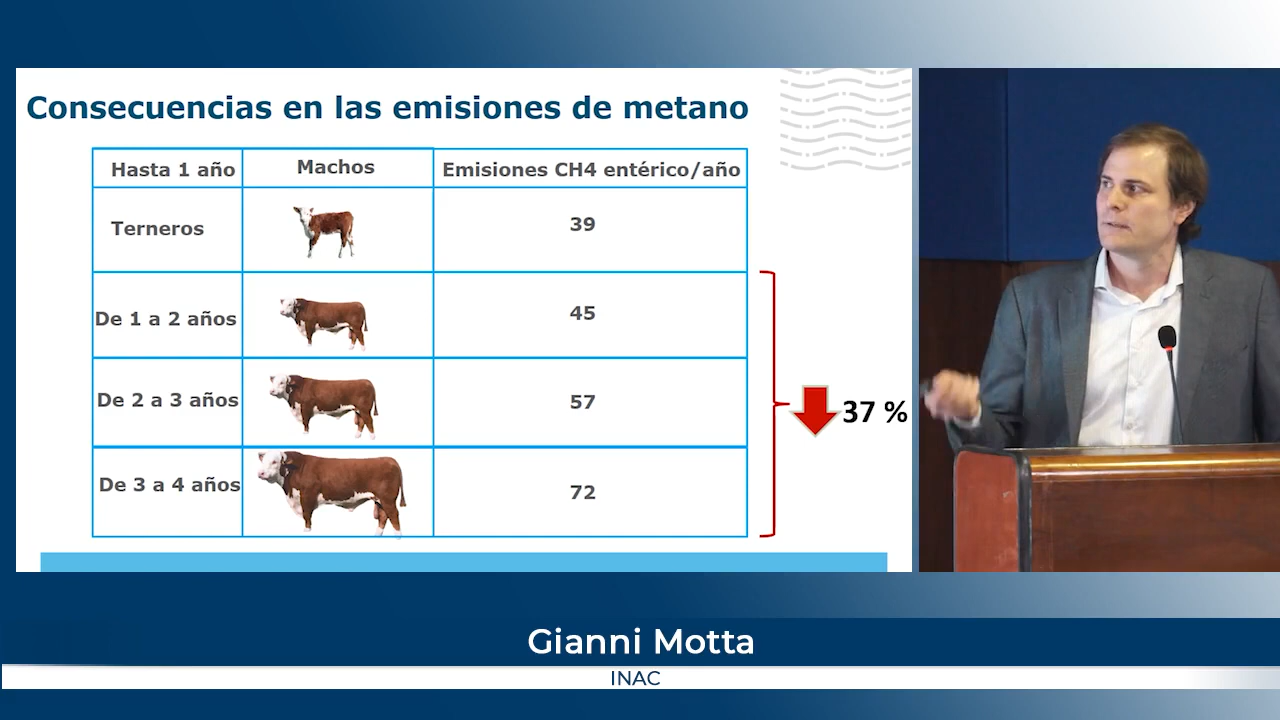 Consecuencias en las emisiones de metano
Hasta 1 año Machos Emisiones CH4 entérico/año
Terneros 39
De 1 a 2 años 45
De 2 a 3 años 57
37 %
De 3 a 4 años 72
Gianni Motta
INAC